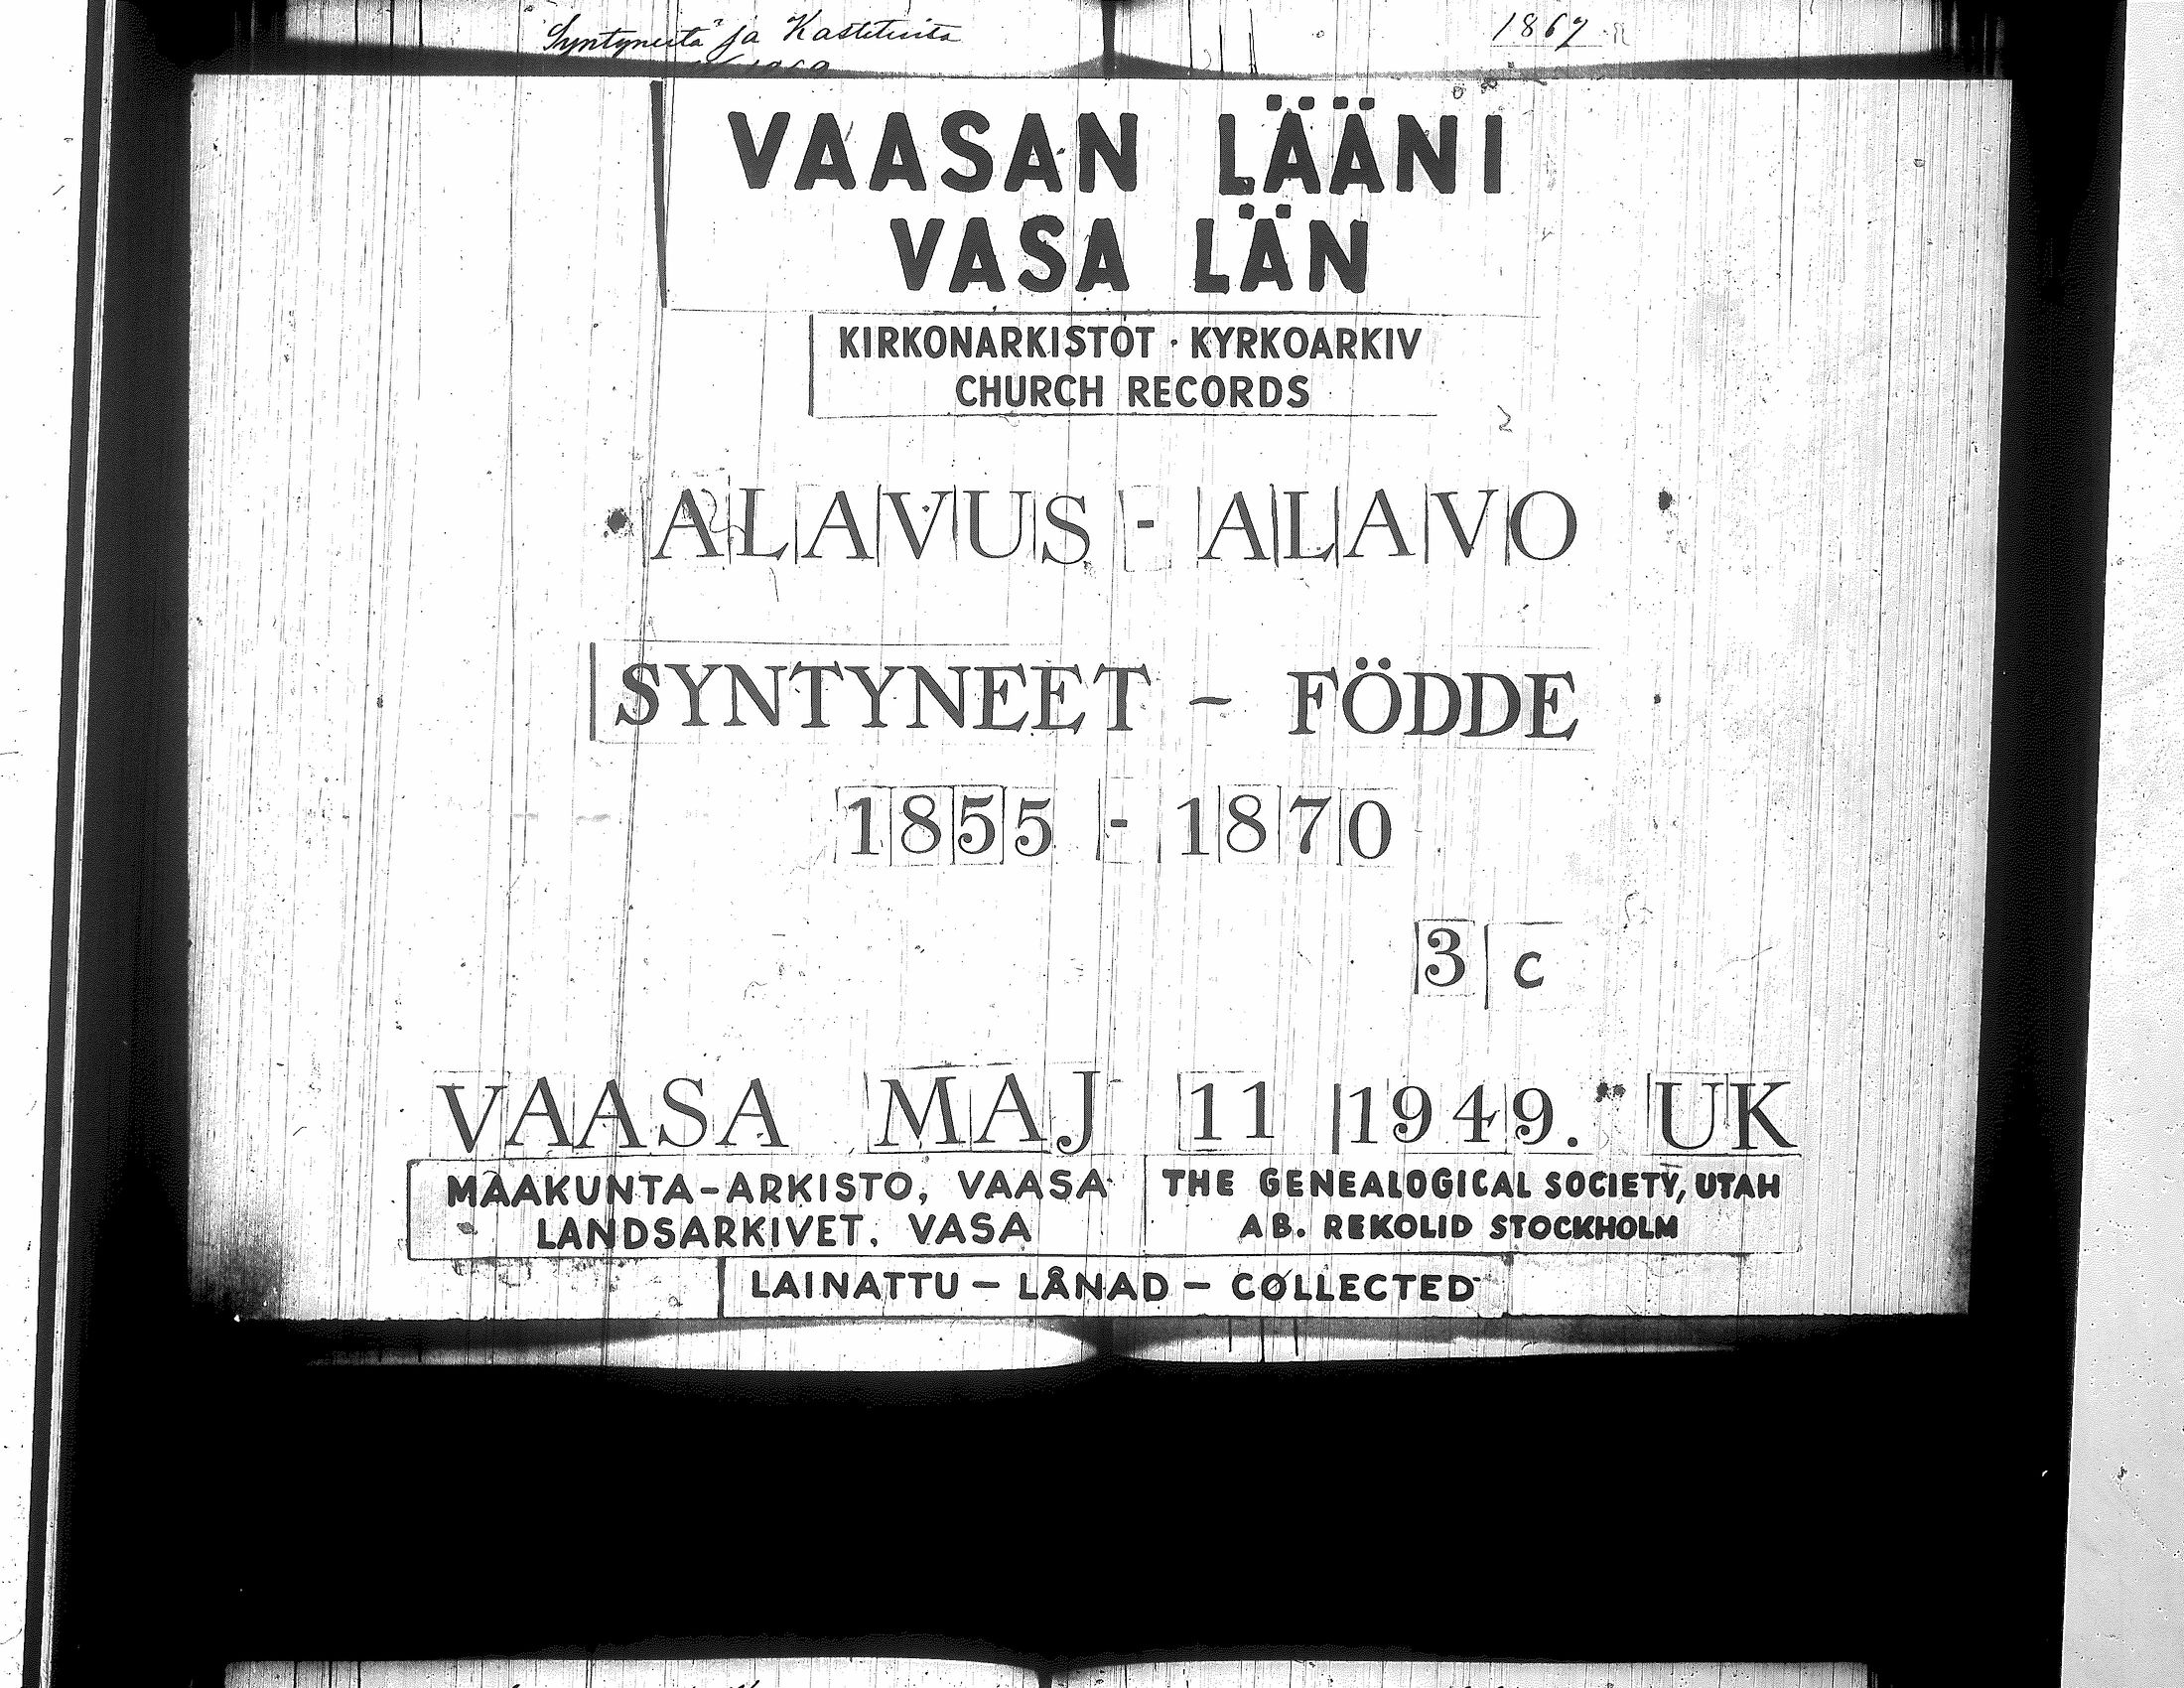 Syntyneitä ja Kastetuita 1867
VAASAN LÄÄNI
VASA LÄN
KIRKONARKISTOT · KYRKOARKIV
CHURCH RECORDS
ALAVUS - ALAVO
SYNTYNEET - FÖDDE
1855 - 1870
3 c
VAASA MAJ 11 1949. UK
MAAKUNTA-ARKISTO, VAASA
LANDSARKIVET, VASA
THE GENEALOGICAL SOCIETY, UTAH
AB. REKOLID STOCKHOLM
LAINATTU - LÅNAD - COLLECTED